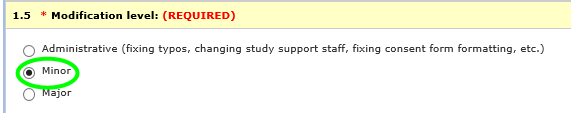 1.5 * Modification level: (REQUIRED)
Administrative (fixing typos, changing study support staff, fixing consent form formatting, etc.)
Minor
Major